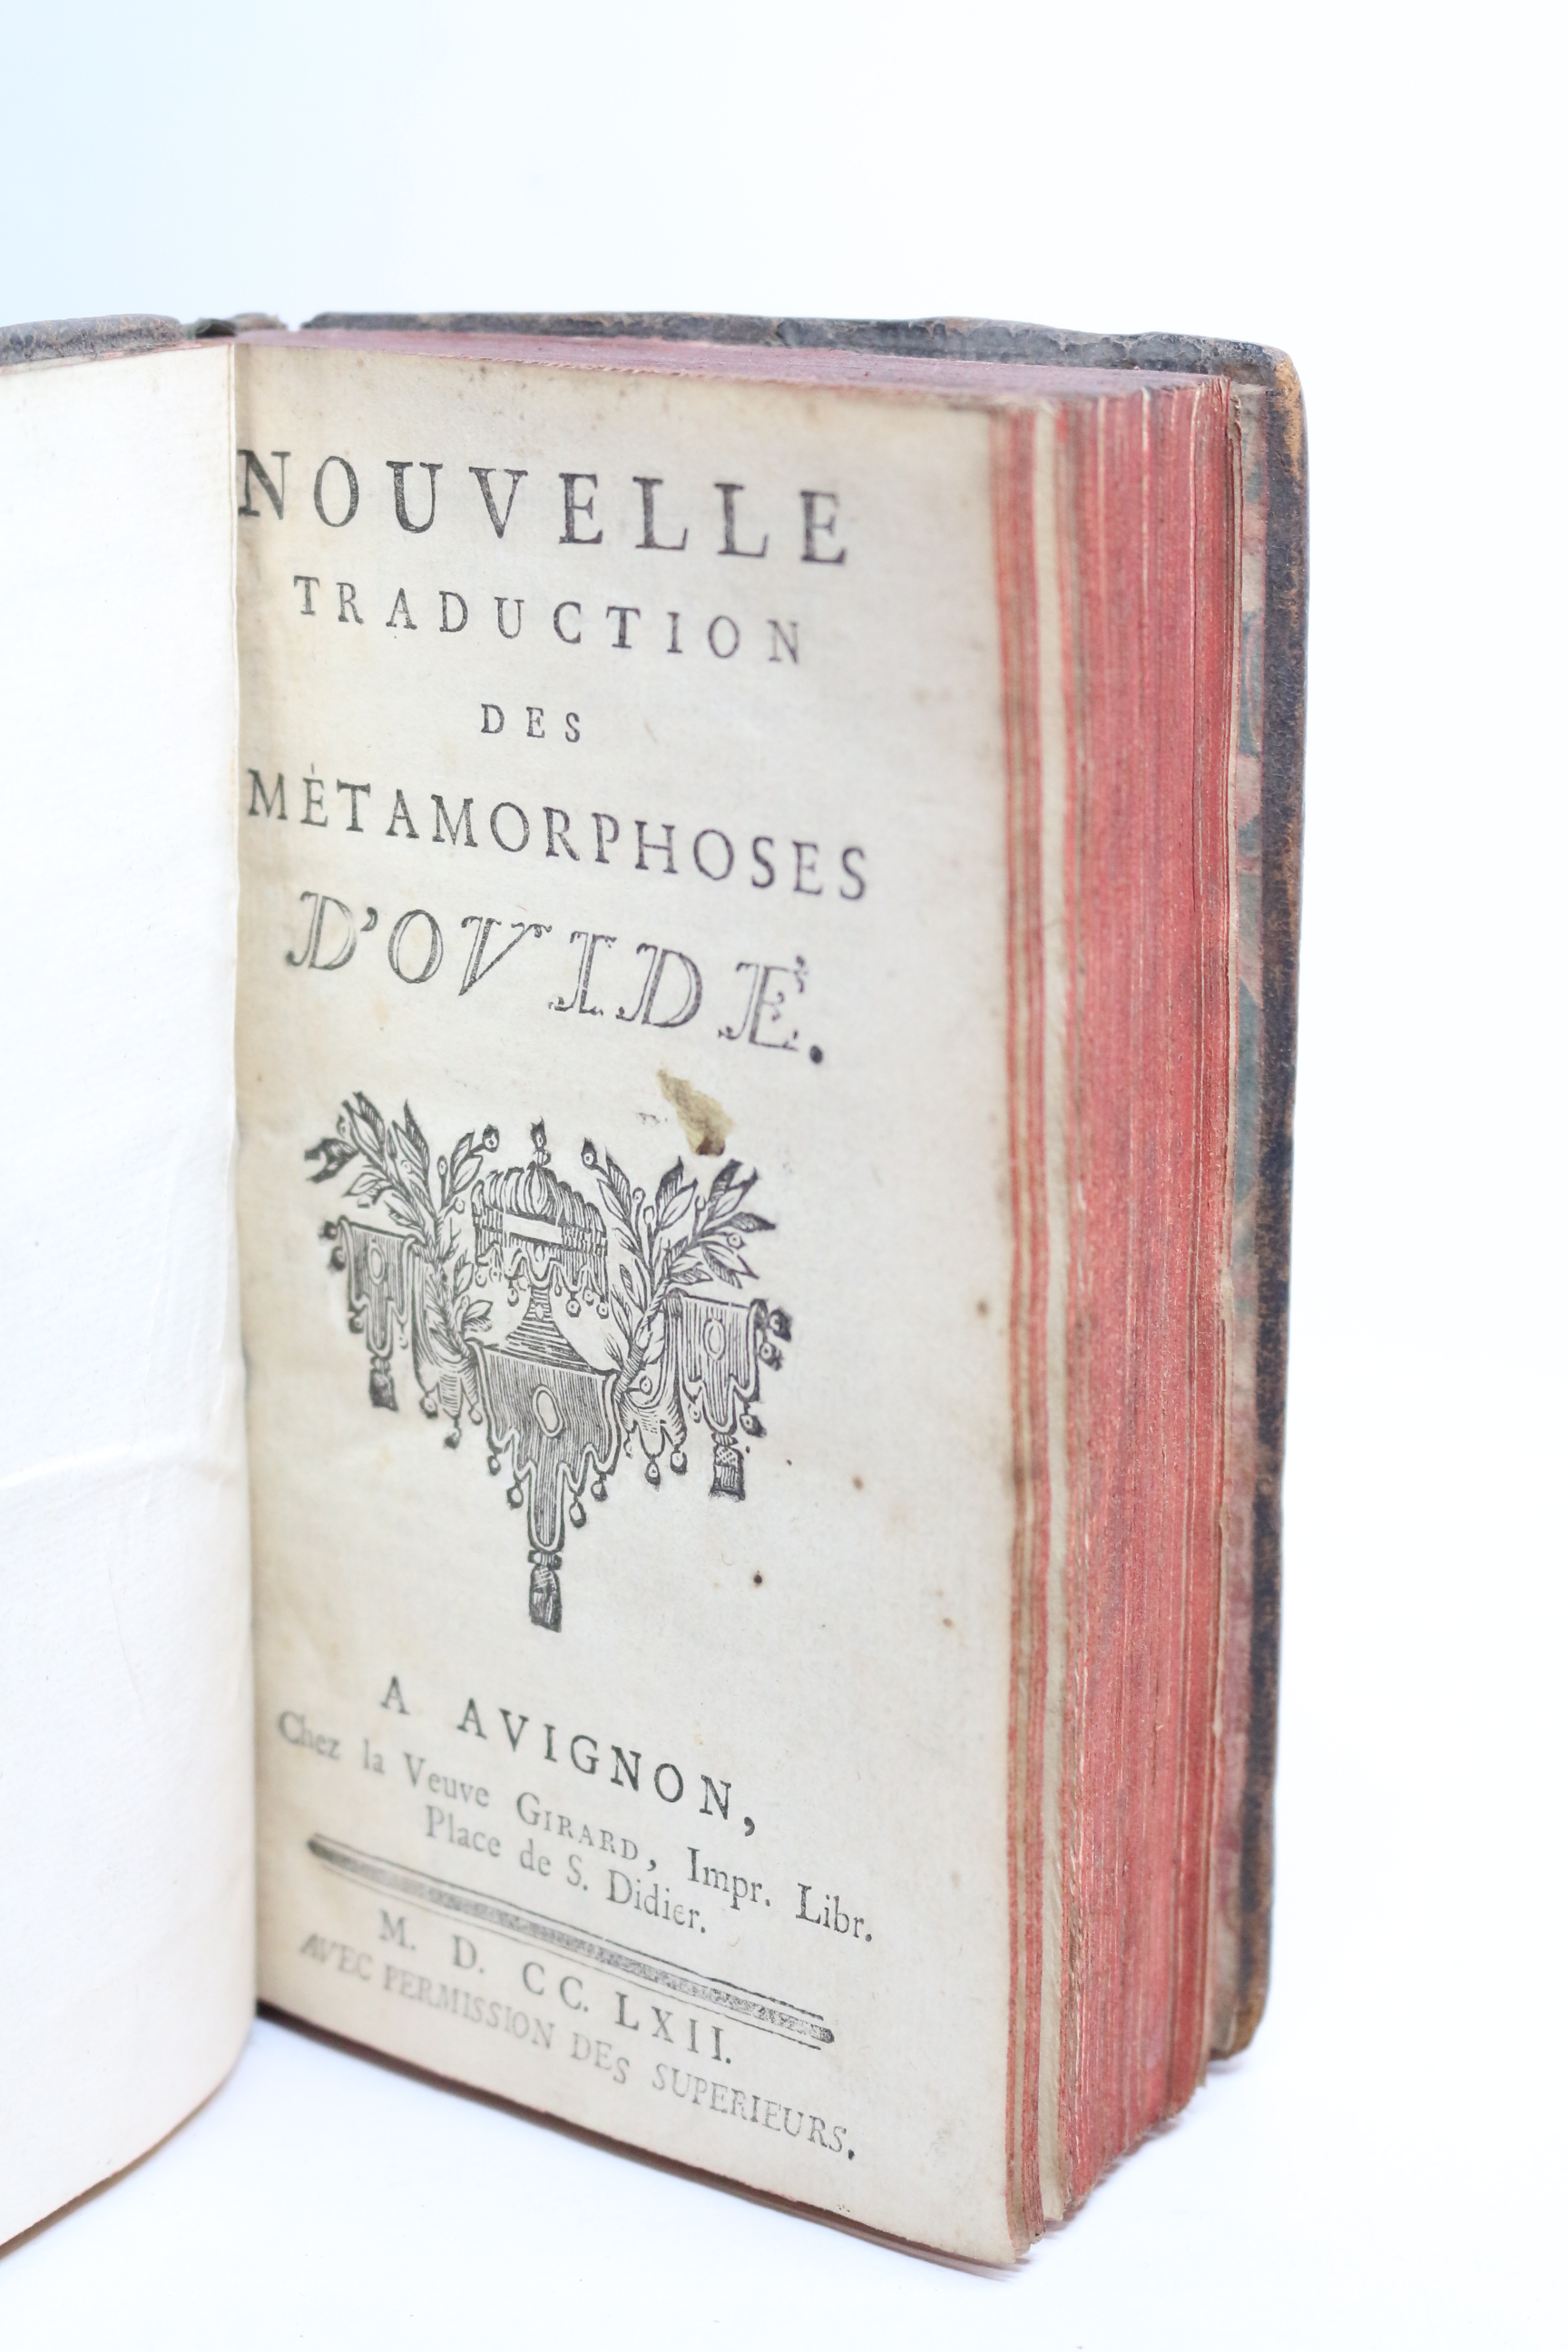 NOUVELLE
TRADUCTION
DES
MÉTAMORPHOSES
D'OVIDE.
A AVIGNON,
Chez la Veuve GIRARD, Impr. Libr.
Place de S. Didier.
M. D. CC. LXII.
AVEC PERMISSION DES SUPERIEURS.